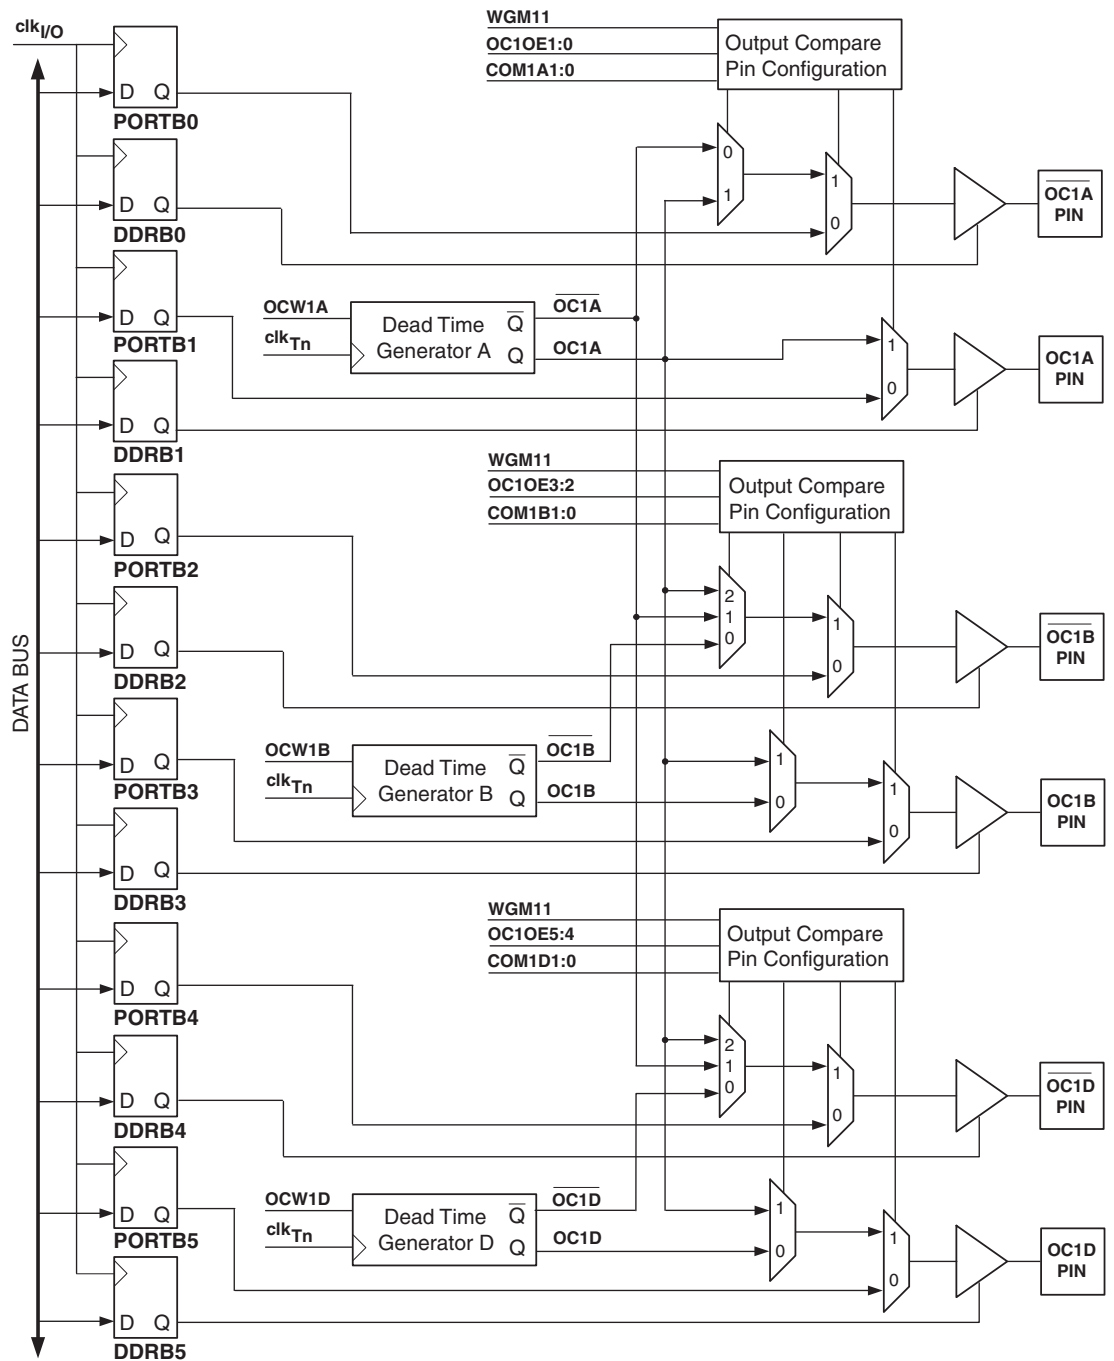 clkI/O
D Q
PORTB0
D Q
DDRB0
D Q
PORTB1
D Q
DDRB1
D Q
PORTB2
D Q
DDRB2
D Q
PORTB3
D Q
DDRB3
D Q
PORTB4
D Q
DDRB4
D Q
PORTB5
D Q
DDRB5
DATA BUS
WGM11
OC1OE1:0
COM1A1:0
Output Compare
Pin Configuration
0
1
1
0
OC1A
PIN
OCW1A
clkTn
Dead Time
Generator A
Q
Q
OC1A
OC1A
1
0
OC1A
PIN
WGM11
OC1OE3:2
COM1B1:0
Output Compare
Pin Configuration
2
1
0
1
0
OC1B
PIN
OCW1B
clkTn
Dead Time
Generator B
Q
Q
OC1B
OC1B
1
0
1
0
OC1B
PIN
WGM11
OC1OE5:4
COM1D1:0
Output Compare
Pin Configuration
2
1
0
1
0
OC1D
PIN
OCW1D
clkTn
Dead Time
Generator D
Q
Q
OC1D
OC1D
1
0
1
0
OC1D
PIN